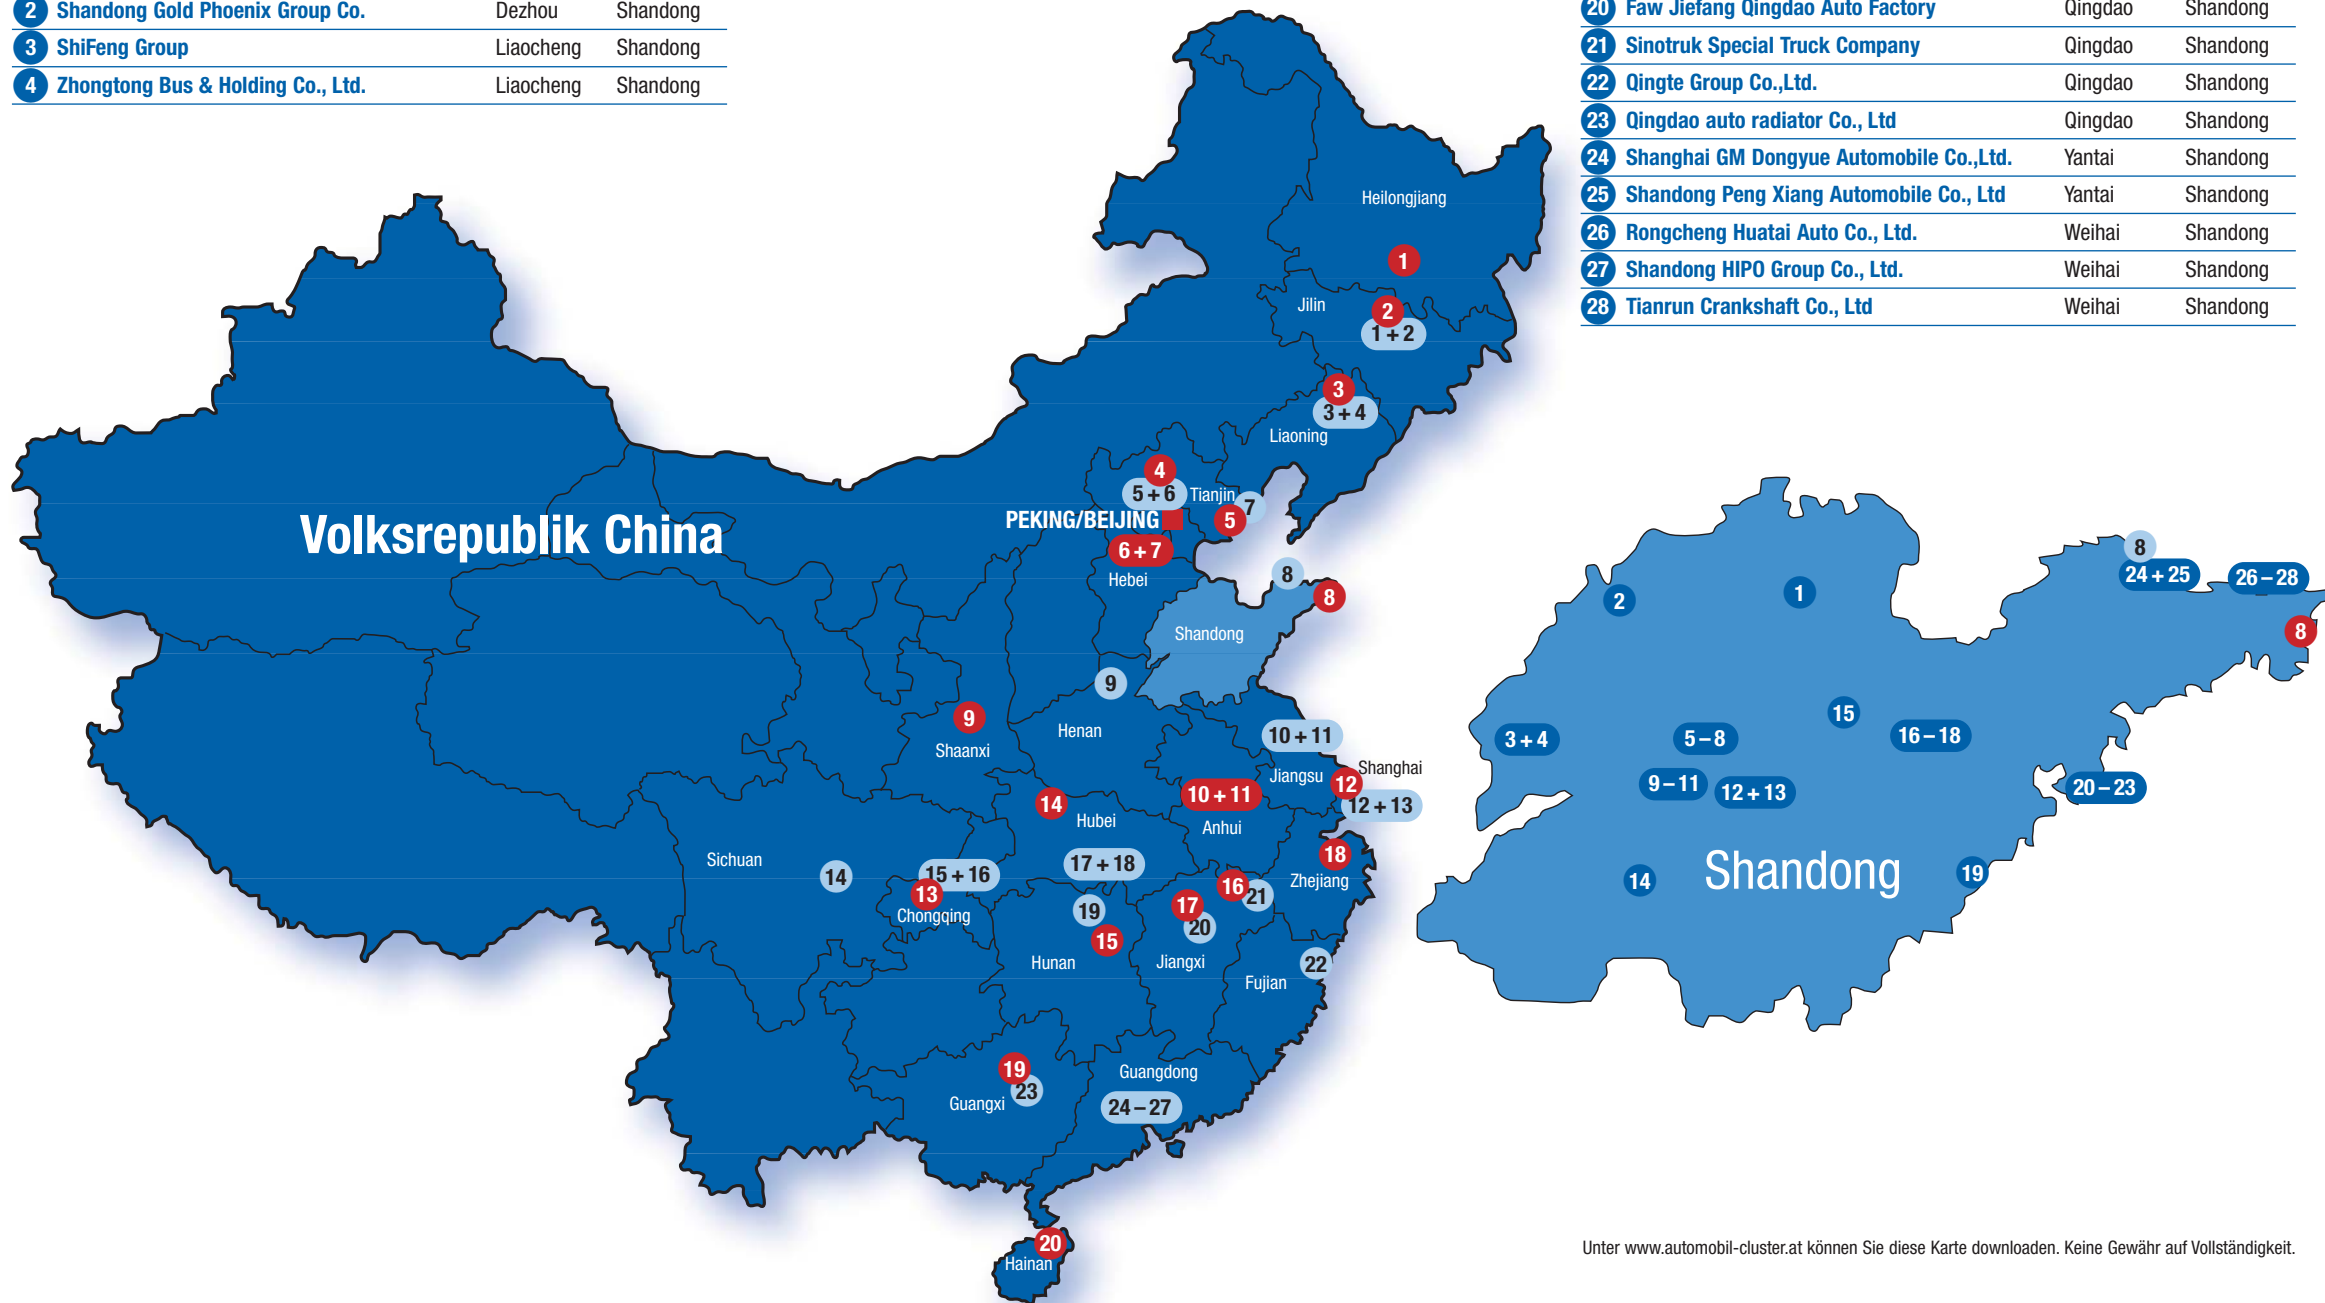 2 Shandong Gold Phoenix Group Co. Dezhou Shandong
3 ShiFeng Group Liaocheng Shandong
4 Zhongtong Bus & Holding Co., Ltd. Liaocheng Shandong
20 Faw Jiefang Qingdao Auto Factory Qingdao Shandong
21 Sinotruk Special Truck Company Qingdao Shandong
22 Qingte Group Co.,Ltd. Qingdao Shandong
23 Qingdao auto radiator Co., Ltd Qingdao Shandong
24 Shanghai GM Dongyue Automobile Co.,Ltd. Yantai Shandong
25 Shandong Peng Xiang Automobile Co., Ltd Yantai Shandong
26 Rongcheng Huatai Auto Co., Ltd. Weihai Shandong
27 Shandong HIPO Group Co., Ltd. Weihai Shandong
28 Tianrun Crankshaft Co., Ltd Weihai Shandong
Heilongjiang
1
Jilin
2
1 + 2
3
3 + 4
Liaoning
4
5 + 6
Tianjin
7
5
PEKING/BEIJING
Volksrepublik China
6 + 7
Hebei
8
8
Shandong
9
9
Henan
Shaanxi
10 + 11
Jiangsu
Shanghai
12
12 + 13
10 + 11
Anhui
14
Hubei
17 + 18
18
Zhejiang
Sichuan
14
15 + 16
13
Chongqing
16
21
17
20
19
15
Hunan
Jiangxi
22
Fujian
19
23
Guangxi
Guangdong
24 – 27
20
Hainan
8
24 + 25
26 – 28
2
1
8
15
3 + 4
5 – 8
16 – 18
9 – 11
12 + 13
20 – 23
14
Shandong
19
Unter www.automobil-cluster.at können Sie diese Karte downloaden. Keine Gewähr auf Vollständigkeit.